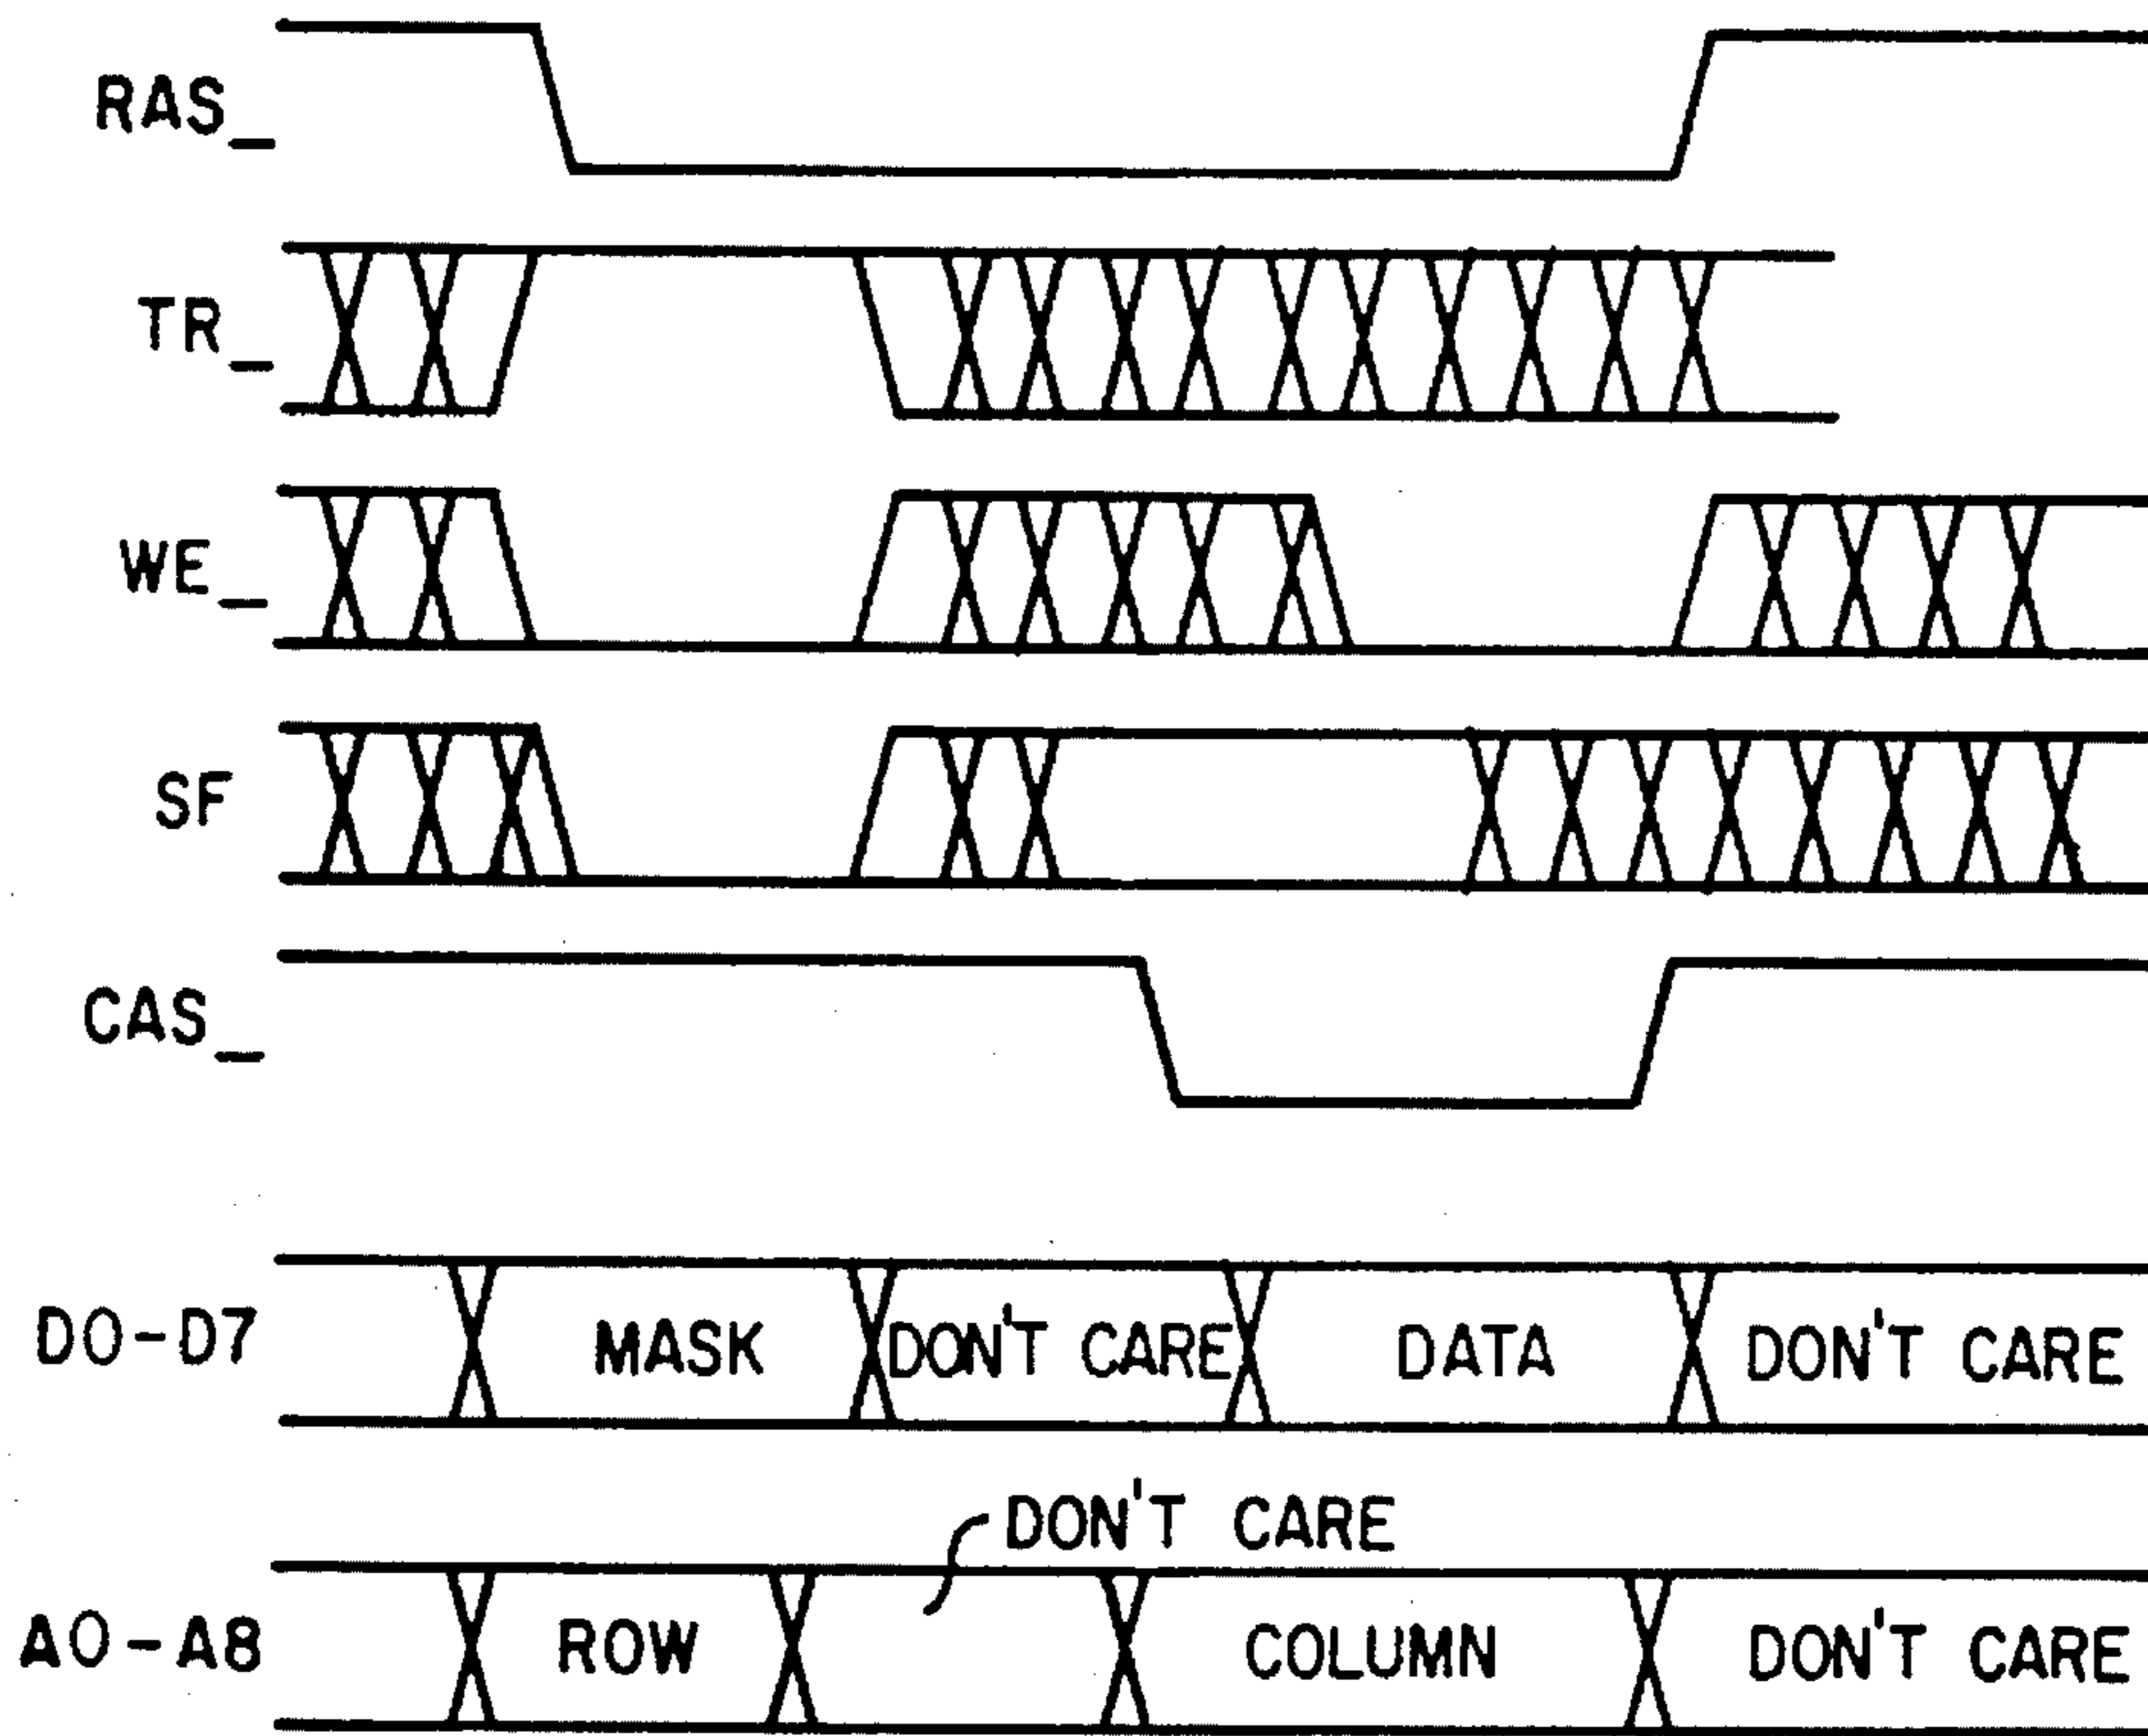 RAS_
TR_
WE_
SF
CAS_
D0-D7 MASK DON'T CARE DATA DON'T CARE
DON'T CARE
A0-A8 ROW COLUMN DON'T CARE